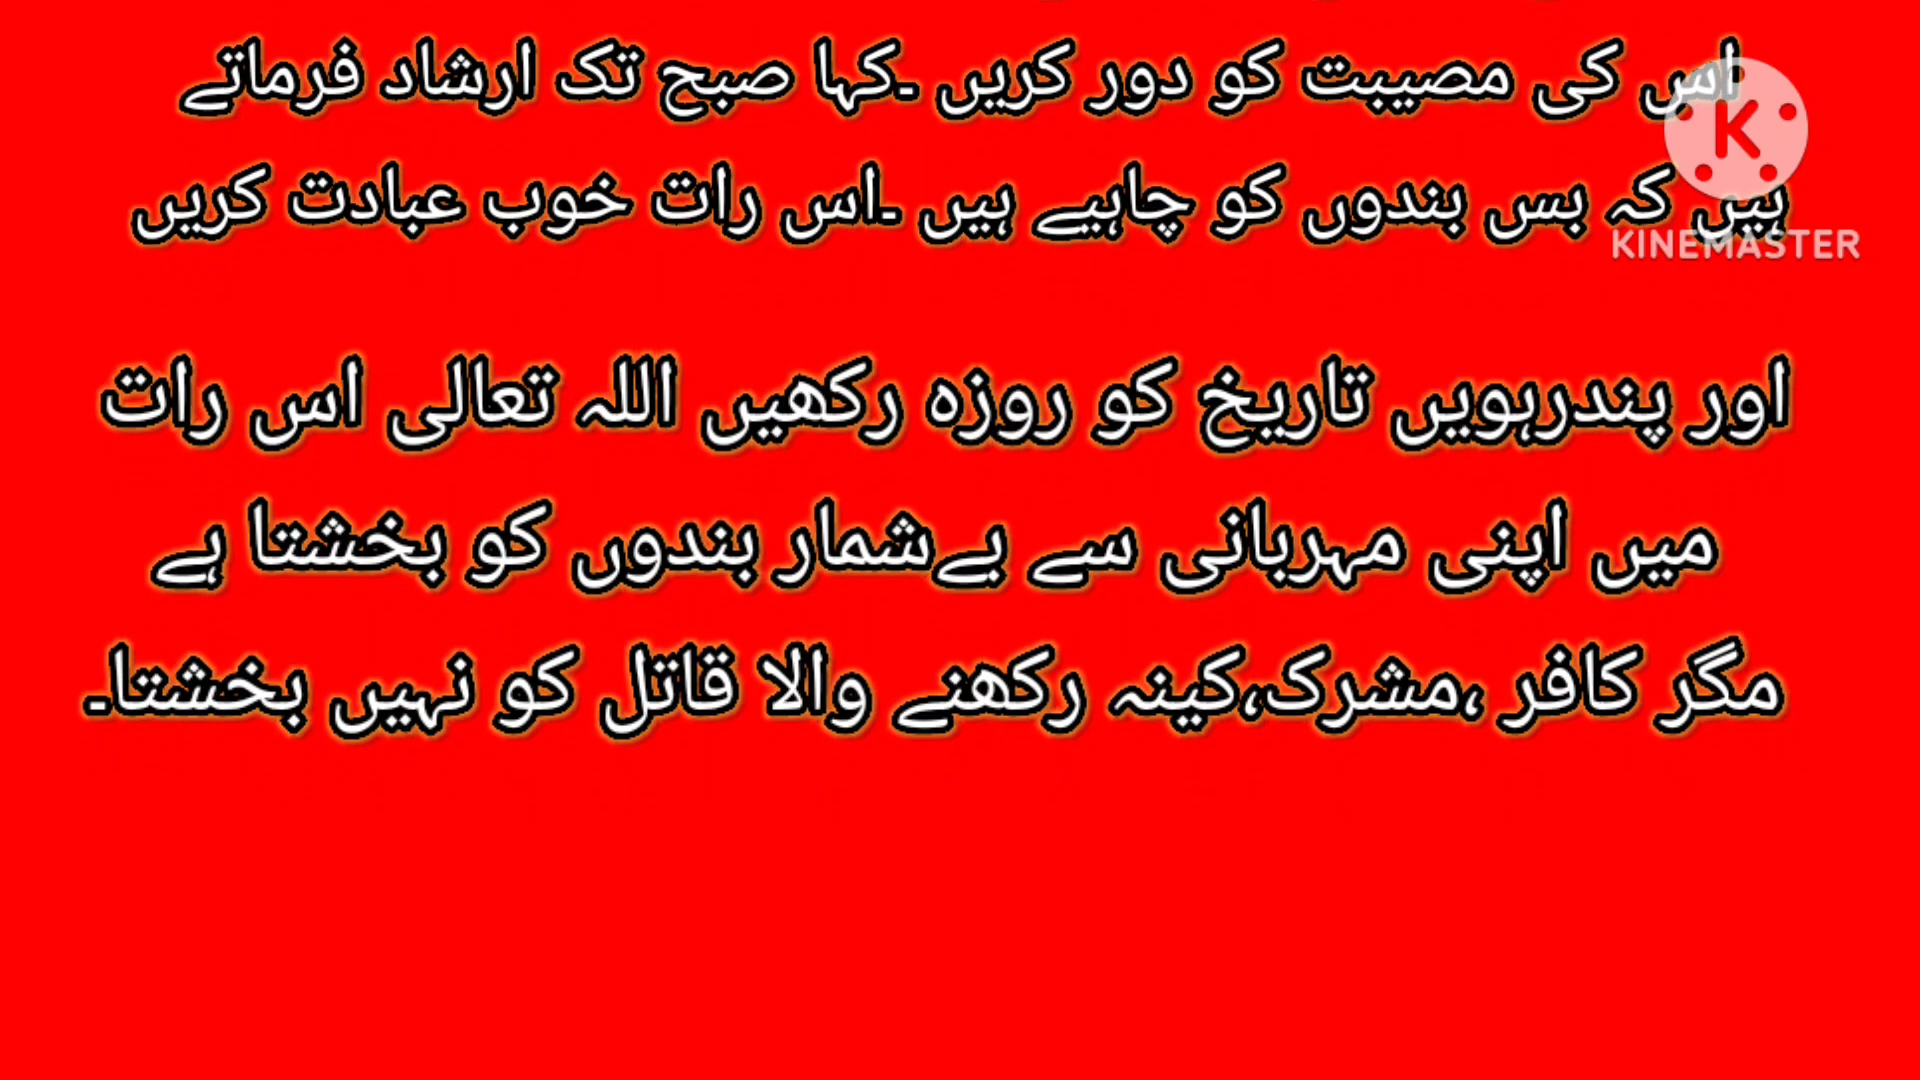 اس کی مصیبت کو دور کریں ۔کہا صبح تک ارشاد فرماتے
ہیں کہ بس بندوں کو چاہیے ہیں ۔اس رات خوب عبادت کریں
اور پندرہویں تاریخ کو روزہ رکھیں اللہ تعالی اس رات
میں اپنی مہربانی سے بےشمار بندوں کو بخشتا ہے
مگر کافر ،مشرک،کینہ رکھنے والا قاتل کو نہیں بخشتا۔
K
KINEMASTER